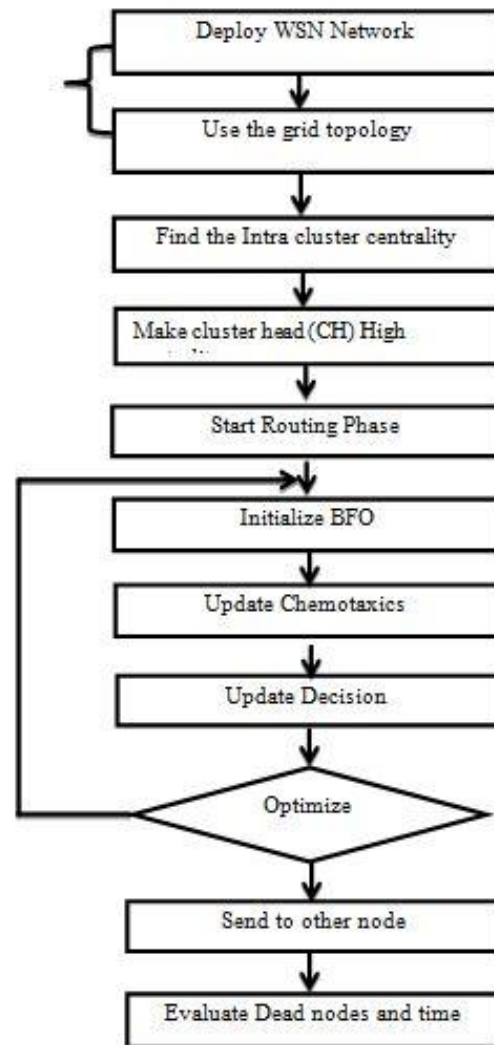 Deploy WSN Network
Use the grid topology
Find the Intra cluster centrality
Make cluster head (CH) High
Start Routing Phase
Initialize BFO
Update Chemotaxics
Update Decision
Optimize
Send to other node
Evaluate Dead nodes and time